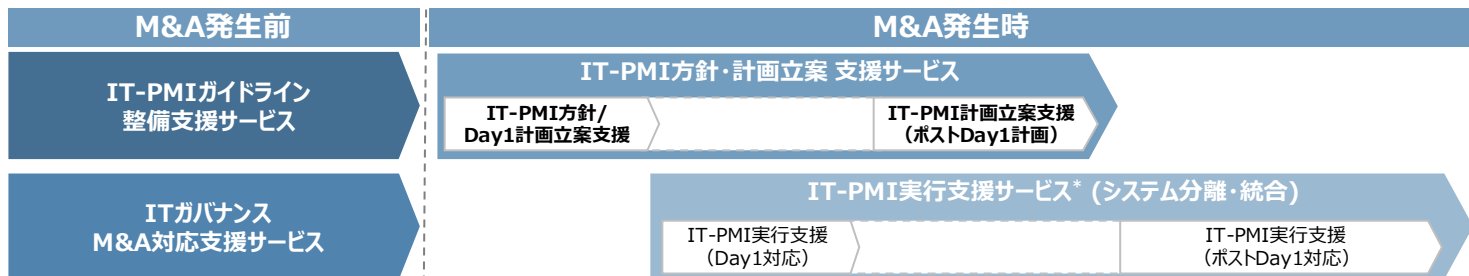 M&A発生前
M&A発生時
IT-PMIガイドライン
整備支援サービス
IT-PMI方針・計画立案 支援サービス
IT-PMI方針/
Day1計画立案支援
IT-PMI計画立案支援
（ポストDay1計画）
ITガバナンス
M&A対応支援サービス
IT-PMI実行支援サービス* (システム分離・統合)
IT-PMI実行支援
（Day1対応）
IT-PMI実行支援
（ポストDay1対応）